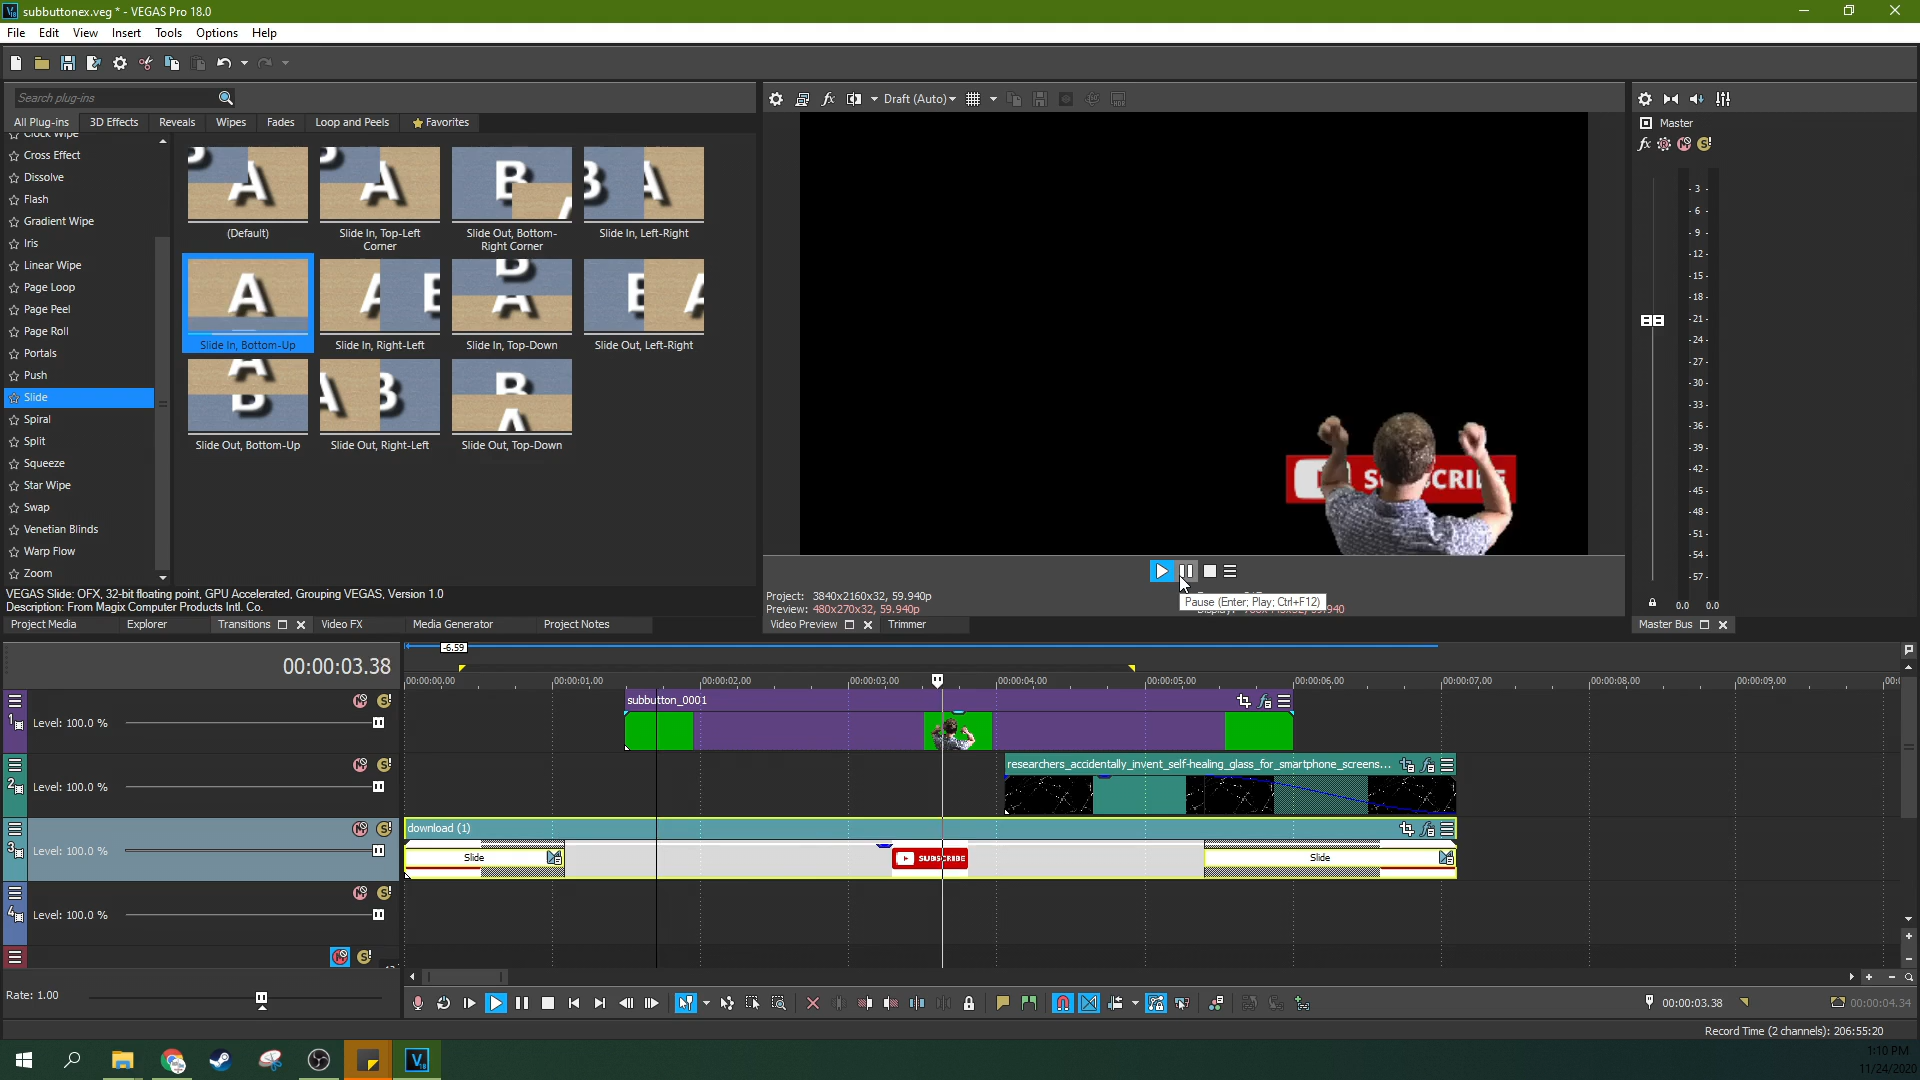 subbuttonex.veg * - VEGAS Pro 18.0
File Edit View Insert Tools Options Help
Search plug-ins
Draft (Auto)
All Plug-ins 3D Effects Reveals Wipes Fades Loop and Peels Favorites
Master
Clock Wipe
Cross Effect
Dissolve
Flash
Gradient Wipe
Iris
Linear Wipe
Page Loop
Page Peel
Page Roll
Portals
Push
Slide
Spiral
Split
Squeeze
Star Wipe
Swap
Venetian Blinds
Warp Flow
Zoom
(Default)
Slide In, Top-Left
Corner
Slide Out, Bottom-
Right Corner
Slide In, Left-Right
Slide In, Bottom-Up
Slide In, Right-Left
Slide In, Top-Down
Slide Out, Left-Right
Slide Out, Bottom-Up
Slide Out, Right-Left
Slide Out, Top-Down
VEGAS Slide: OFX, 32-bit floating point, GPU Accelerated, Grouping VEGAS, Version 1.0
Description: From Magix Computer Products Intl. Co.
Project Media Explorer Transitions Video FX Media Generator Project Notes
Project: 3840x2160x32, 59.940p
Preview: 480x270x32, 59.940p
Pause (Enter; Play; Ctrl+F12)
Video Preview Trimmer
-3-
-6-
-9-
-12-
-15-
-18-
-21-
-24-
-27-
-30-
-33-
-36-
-39-
-42-
-45-
-48-
-51-
-54-
-57-
0.0 0.0
Master Bus
-6.59
00:00:03.38
00:00:00.00 00:00:01.00 00:00:02.00 00:00:03.00 00:00:04.00 00:00:05.00 00:00:06.00 00:00:07.00 00:00:08.00 00:00:09.00
1 Level: 100.0 %
subbutton_0001
2 Level: 100.0 %
researchers_accidentally_invent_self-healing_glass_for_smartphone_screens...
3 Level: 100.0 %
download (1)
Slide SUBSCRIBE Slide
4 Level: 100.0 %
Rate: 1.00
00:00:03.38 00:00:04.34
Record Time (2 channels): 206:55:20
1:10 PM
11/24/2020